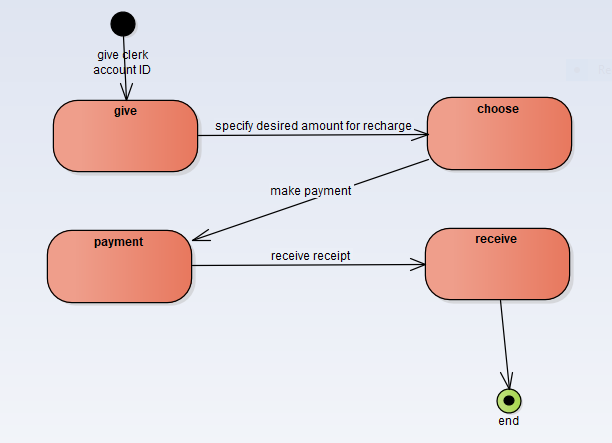 give clerk
account ID
give
specify desired amount for recharge
choose
make payment
payment
receive receipt
receive
end